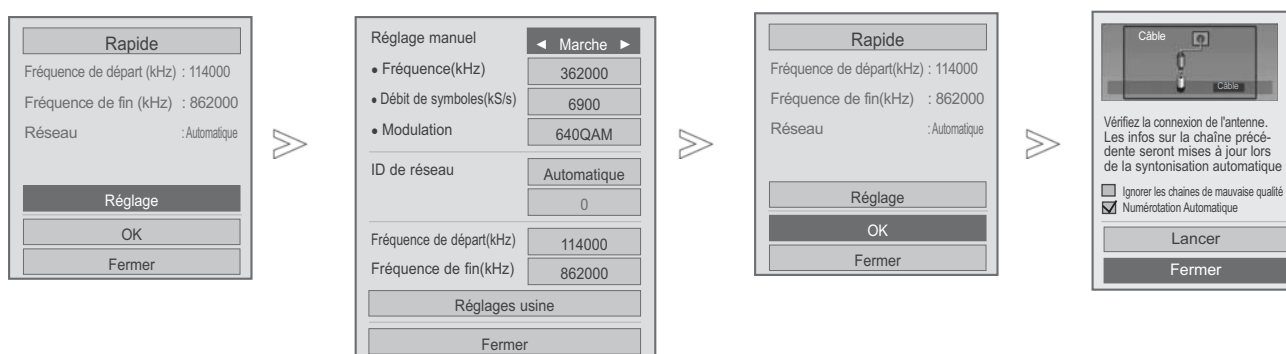 Rapide
Fréquence de départ (kHz) : 114000
Fréquence de fin (kHz) : 862000
Réseau : Automatique
Réglage
OK
Fermer
Réglage manuel ◄ Marche ►
• Fréquence(kHz) 362000
• Débit de symboles(kS/s) 6900
• Modulation 640QAM
ID de réseau Automatique
0
Fréquence de départ(kHz) 114000
Fréquence de fin(kHz) 862000
Réglages usine
Fermer
Rapide
Fréquence de départ(kHz) : 114000
Fréquence de fin(kHz) : 862000
Réseau : Automatique
Réglage
OK
Fermer
Câble
Câble
Vérifiez la connexion de l'antenne.
Les infos sur la chaîne précé-
dente seront mises à jour lors
de la syntonisation automatique
Ignorer les chaines de mauvaise qualité
Numérotation Automatique
Lancer
Fermer